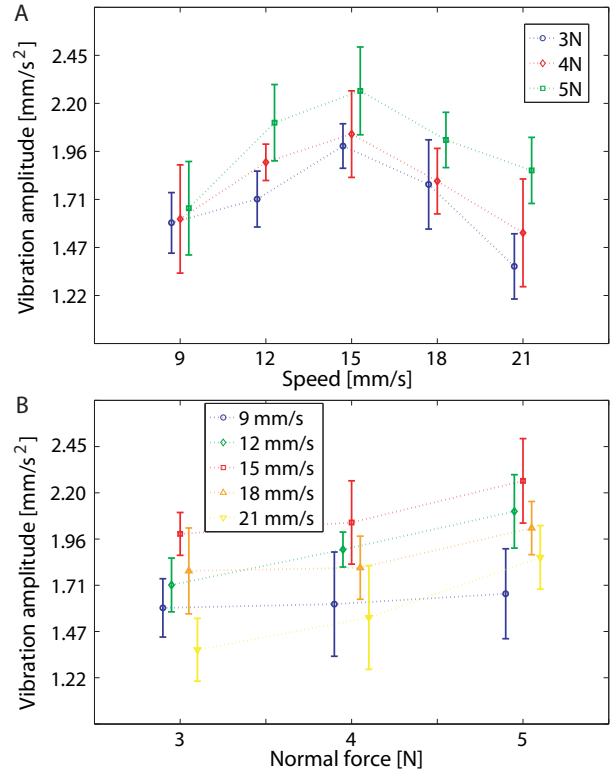 A
Vibration amplitude [mm/s²]
2.45
2.20
1.96
1.71
1.47
1.22
3N
4N
5N
9 12 15 18 21
Speed [mm/s]
B
Vibration amplitude [mm/s²]
2.45
2.20
1.96
1.71
1.47
1.22
9 mm/s
12 mm/s
15 mm/s
18 mm/s
21 mm/s
3 4 5
Normal force [N]